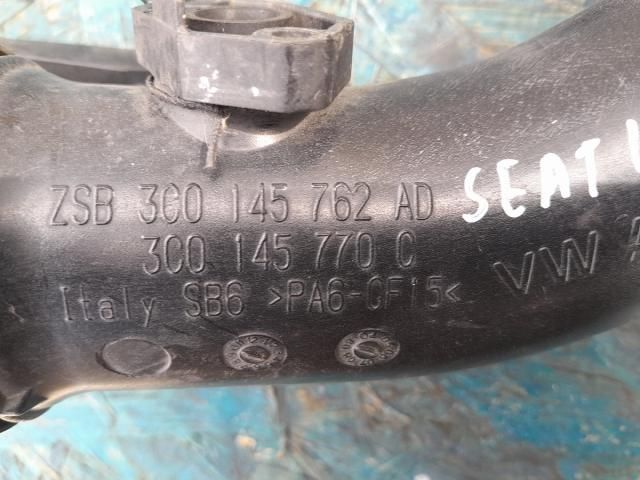 ZSB 3C0 145 762 AD
3C0 145 770 C
Italy SB6 >PA6-GF15<
VW
SEAT